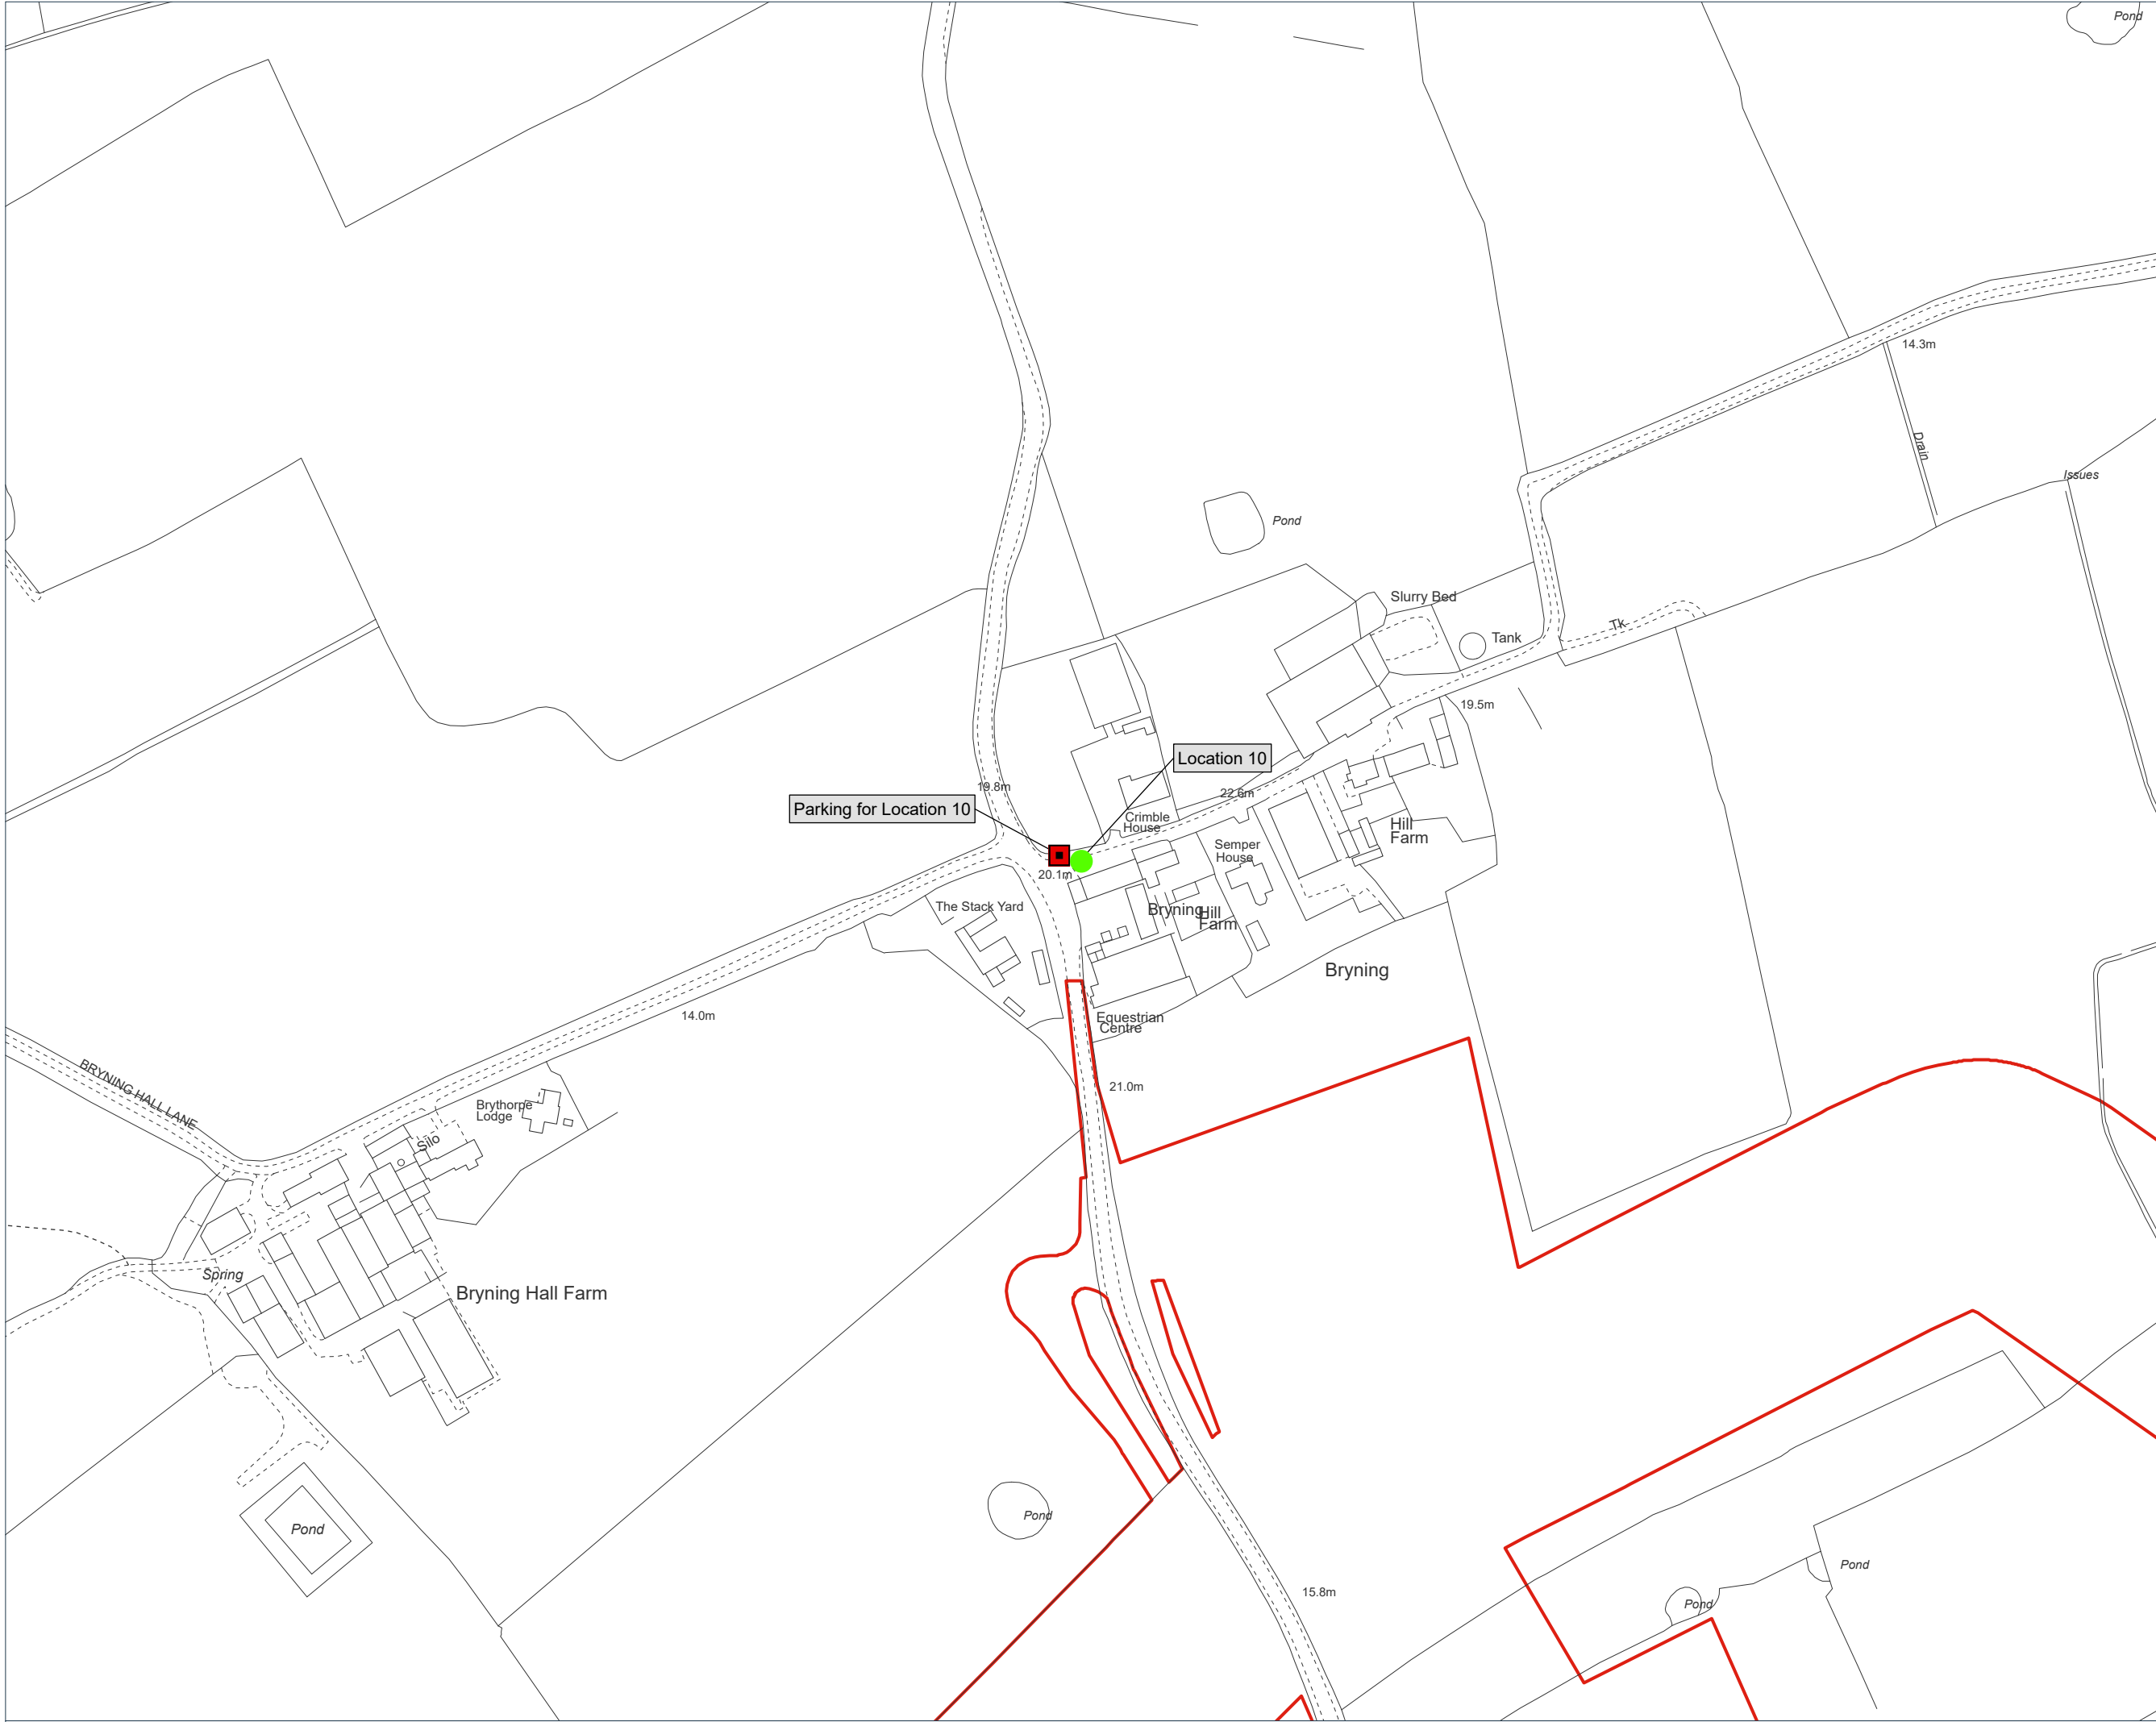 Pond
14.3m
Drain
Issues
Pond
Slurry Bed
Tk
Tank
19.5m
Location 10
19.8m
22.6m
Parking for Location 10
Crimble
House
Hill
Farm
Semper
House
20.1m
The Stack Yard
Bryning
Hill
Farm
Bryning
14.0m
Equestrian
Centre
21.0m
BRYNING HALL LANE
Brythorpe
Lodge
Silo
Spring
Bryning Hall Farm
Pond
Pond
15.8m
Pond
Pond